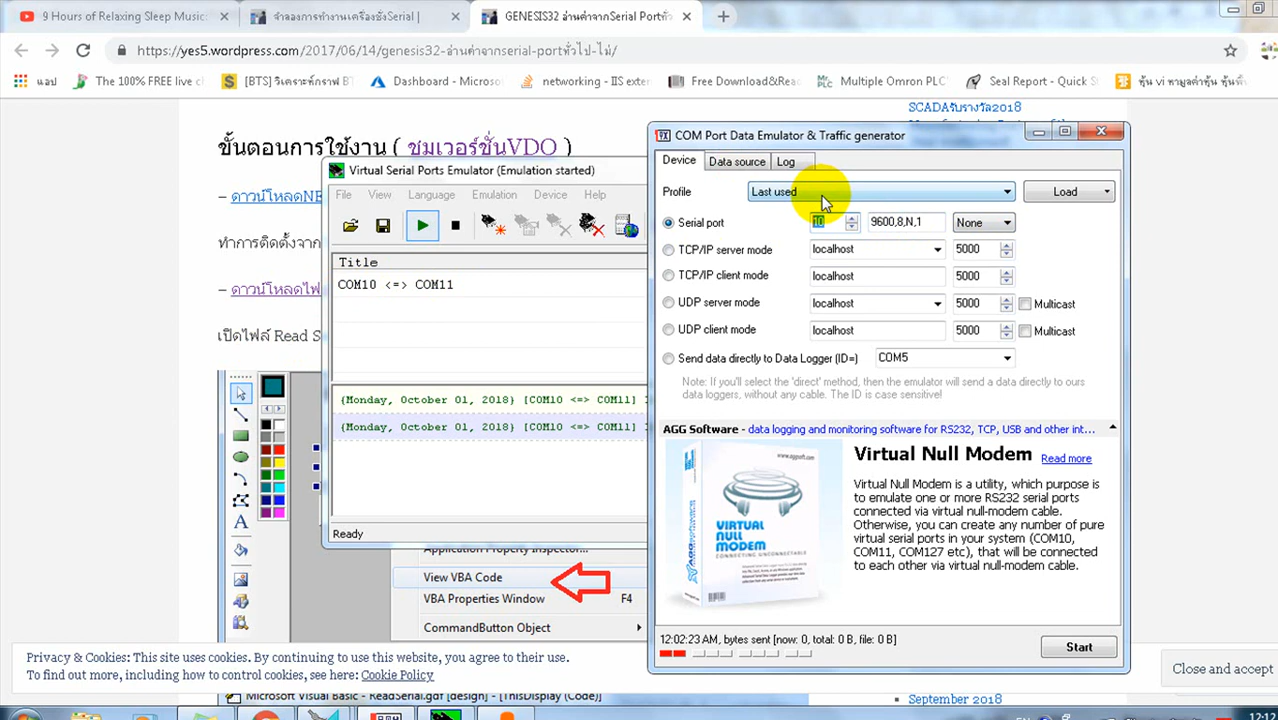 9 Hours of Relaxing Sleep Music:
จำลองการทำงานเครื่องชั่งSerial |
GENESIS32 อ่านค่าจากSerial Portทั่วไป
https://yes5.wordpress.com/2017/06/14/genesis32-อ่านค่าจากserial-portทั่วไป-ไม่/
แอป
The 100% FREE live c
[BTS] วิเคราะห์กราฟ BT
Dashboard - Microso
networking - IIS exter
Free Download&Rea
Multiple Omron PLC
Seal Report - Quick S
หุ้น vi หามูลค่าหุ้น หุ้นพื้
SCADAรับรางวัล2018
ขั้นตอนการใช้งาน ( ชมเวอร์ชั่นVDO )
– ดาวน์โหลดNE
ทำการติดตั้งจาก
– ดาวน์โหลดไฟ
เปิดไฟล์ Read S
Virtual Serial Ports Emulator (Emulation started)
File View Language Emulation Device Help
Title
COM10 <=> COM11
{Monday, October 01, 2018} [COM10 <=> COM11]
{Monday, October 01, 2018} [COM10 <=> COM11]
Ready
Application Property Inspector...
View VBA Code
VBA Properties Window F4
CommandButton Object
COM Port Data Emulator & Traffic generator
Device Data source Log
Profile Last used Load
Serial port 10 9600,8,N,1 None
TCP/IP server mode localhost 5000
TCP/IP client mode localhost 5000
UDP server mode localhost 5000 Multicast
UDP client mode localhost 5000 Multicast
Send data directly to Data Logger (ID=) COM5
Note: If you'll select the 'direct' method, then the emulator will send a data directly to ours
data loggers, without any cable. The ID is case sensitive!
AGG Software - data logging and monitoring software for RS232, TCP, USB and other int...
www.aggsoft.com
VIRTUAL
NULL
MODEM
CONNECTING UNCONNECTABLE
Virtual Null Modem Read more
Virtual Null Modem is a utility, which purpose is
to emulate one or more RS232 serial ports
connected via virtual null-modem cable.
Otherwise, you can create any number of pure
virtual serial ports in your system (COM10,
COM11, COM127 etc), that will be connected
to each other via virtual null-modem.
12:02:23 AM, bytes sent [now: 0, total: 0 B, file: 0 B]
Start
Privacy & Cookies: This site uses cookies. By continuing to use this website, you agree to their use.
To find out more, including how to control cookies, see here: Cookie Policy
Close and accept
Microsoft Visual Basic - ReadSerial.gdf [design] - [ThisDisplay (Code)]
September 2018
12:12